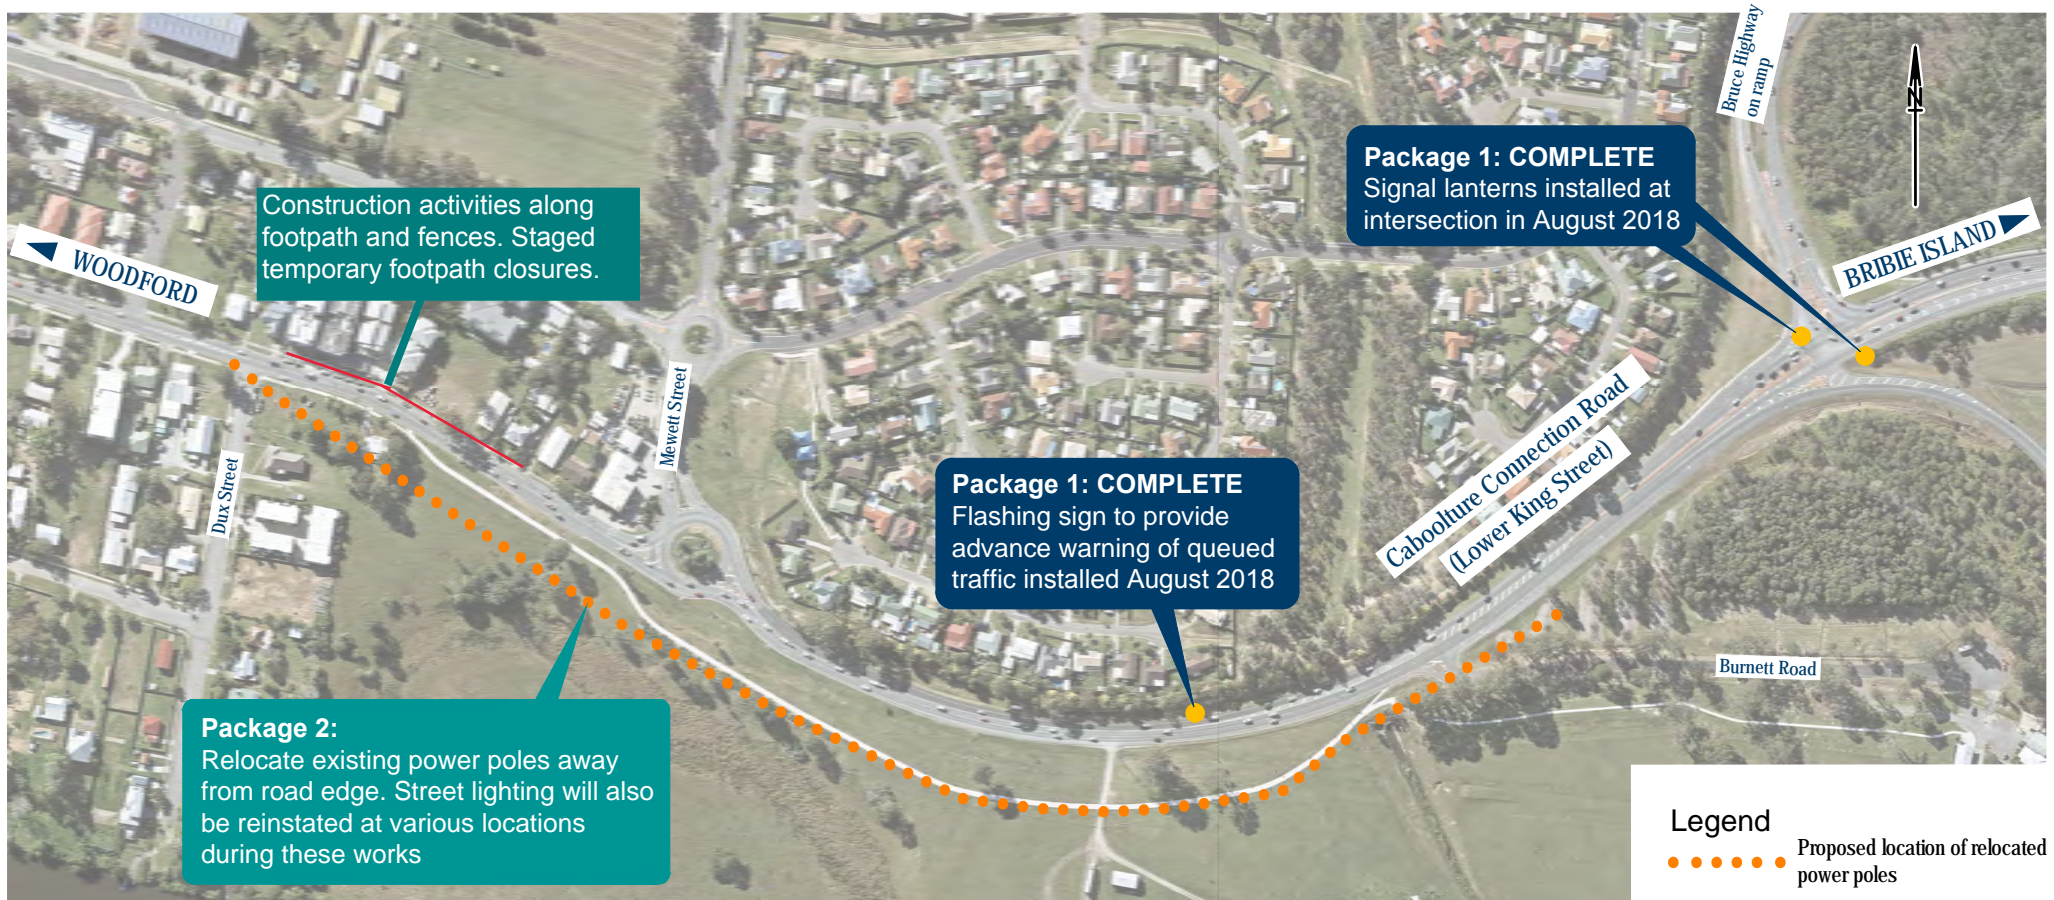 Bruce Highway
on ramp
N
Package 1: COMPLETE
Signal lanterns installed at
intersection in August 2018
BRIBIE ISLAND
WOODFORD
Construction activities along
footpath and fences. Staged
temporary footpath closures.
Mewett Street
Dux Street
Caboolture Connection Road
(Lower King Street)
Package 1: COMPLETE
Flashing sign to provide
advance warning of queued
traffic installed August 2018
Burnett Road
Package 2:
Relocate existing power poles away
from road edge. Street lighting will also
be reinstated at various locations
during these works
Legend
Proposed location of relocated
power poles